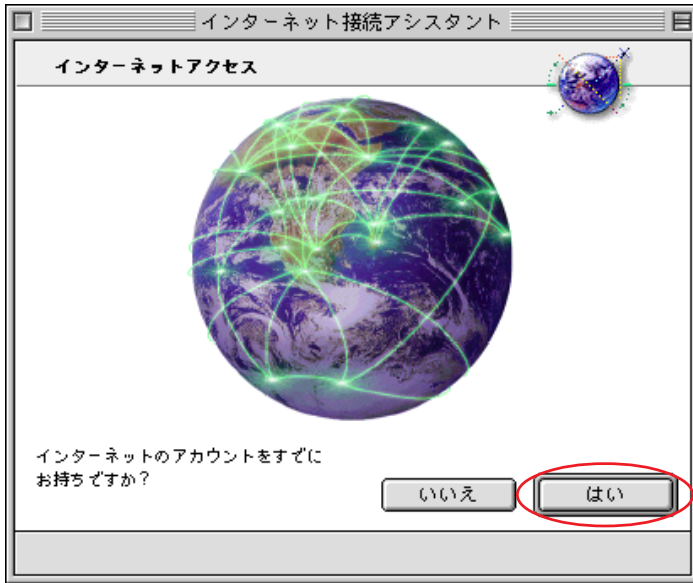 インターネット接続アシスタント
インターネットアクセス
インターネットのアカウントをすでに
お持ちですか？
いいえ
はい